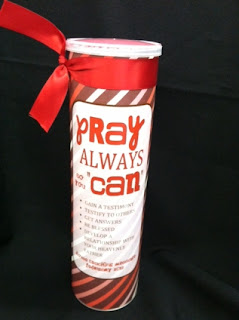 PRAY
ALWAYS
so
you "can"
• GAIN A TESTIMONY
• TESTIFY TO OTHERS
• GET ANSWERS
• BE BLESSED
• DEVELOP A
RELATIONSHIP WITH
YOUR HEAVENLY
FATHER